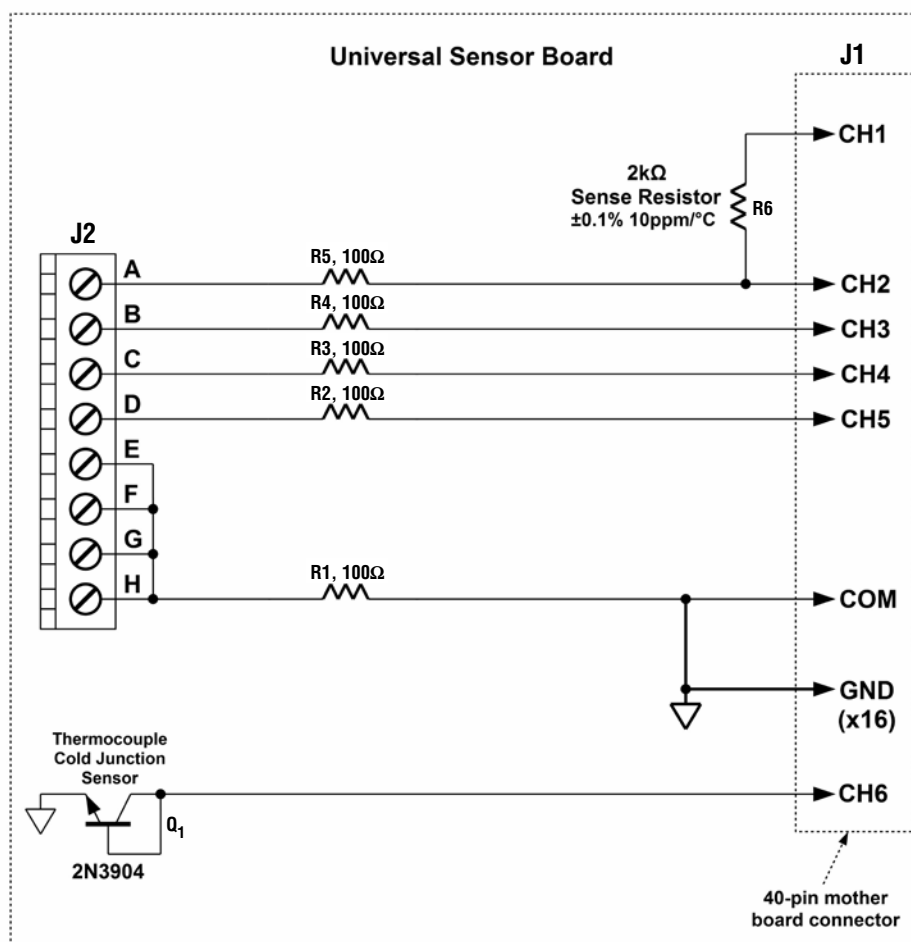 Universal Sensor Board
J1
CH1
2kΩ
Sense Resistor
±0.1% 10ppm/°C
R6
J2
A
R5, 100Ω
CH2
B
R4, 100Ω
CH3
C
R3, 100Ω
CH4
D
R2, 100Ω
CH5
E
F
G
H
R1, 100Ω
COM
GND
(x16)
Thermocouple
Cold Junction
Sensor
CH6
Q1
2N3904
40-pin mother
board connector